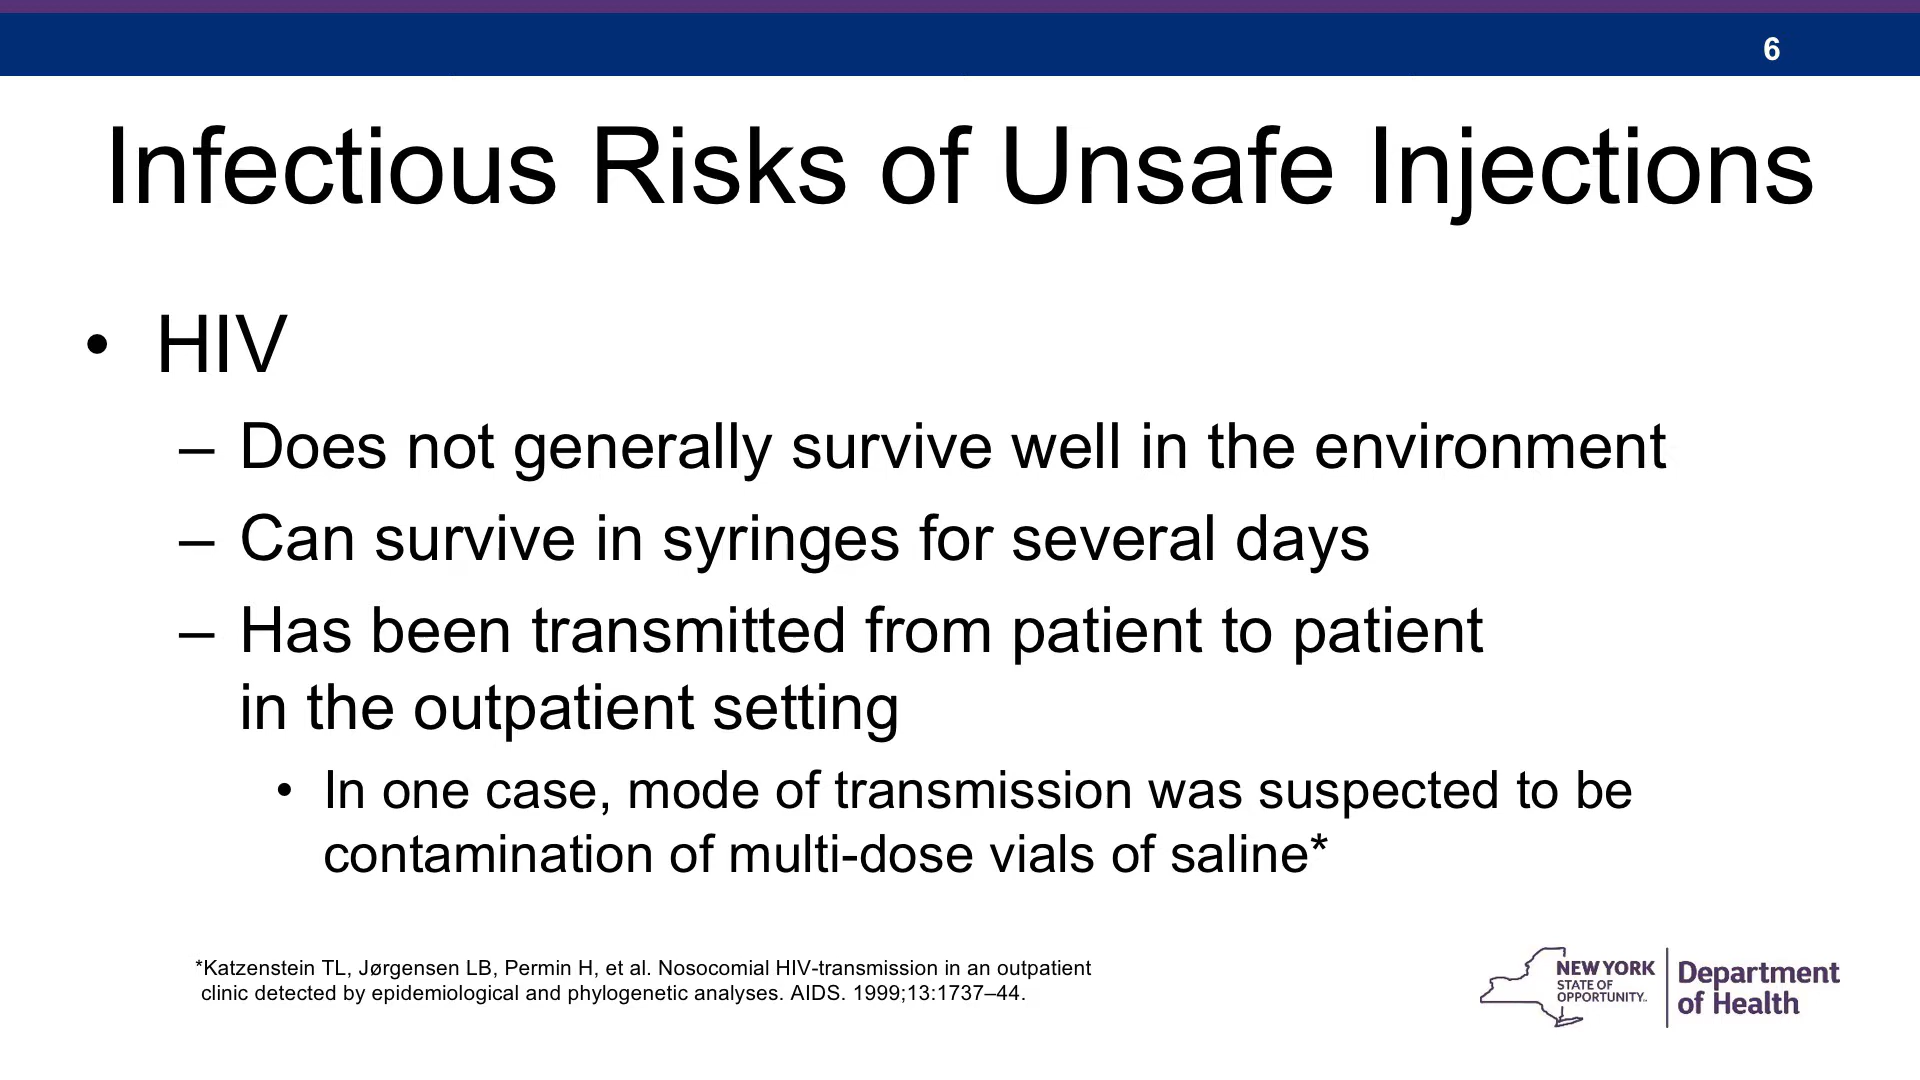 6
Infectious Risks of Unsafe Injections
• HIV
– Does not generally survive well in the environment
– Can survive in syringes for several days
– Has been transmitted from patient to patient
in the outpatient setting
• In one case, mode of transmission was suspected to be
contamination of multi-dose vials of saline*
*Katzenstein TL, Jørgensen LB, Permin H, et al. Nosocomial HIV-transmission in an outpatient
clinic detected by epidemiological and phylogenetic analyses. AIDS. 1999;13:1737–44.
NEW YORK
STATE OF
OPPORTUNITY.
Department
of Health